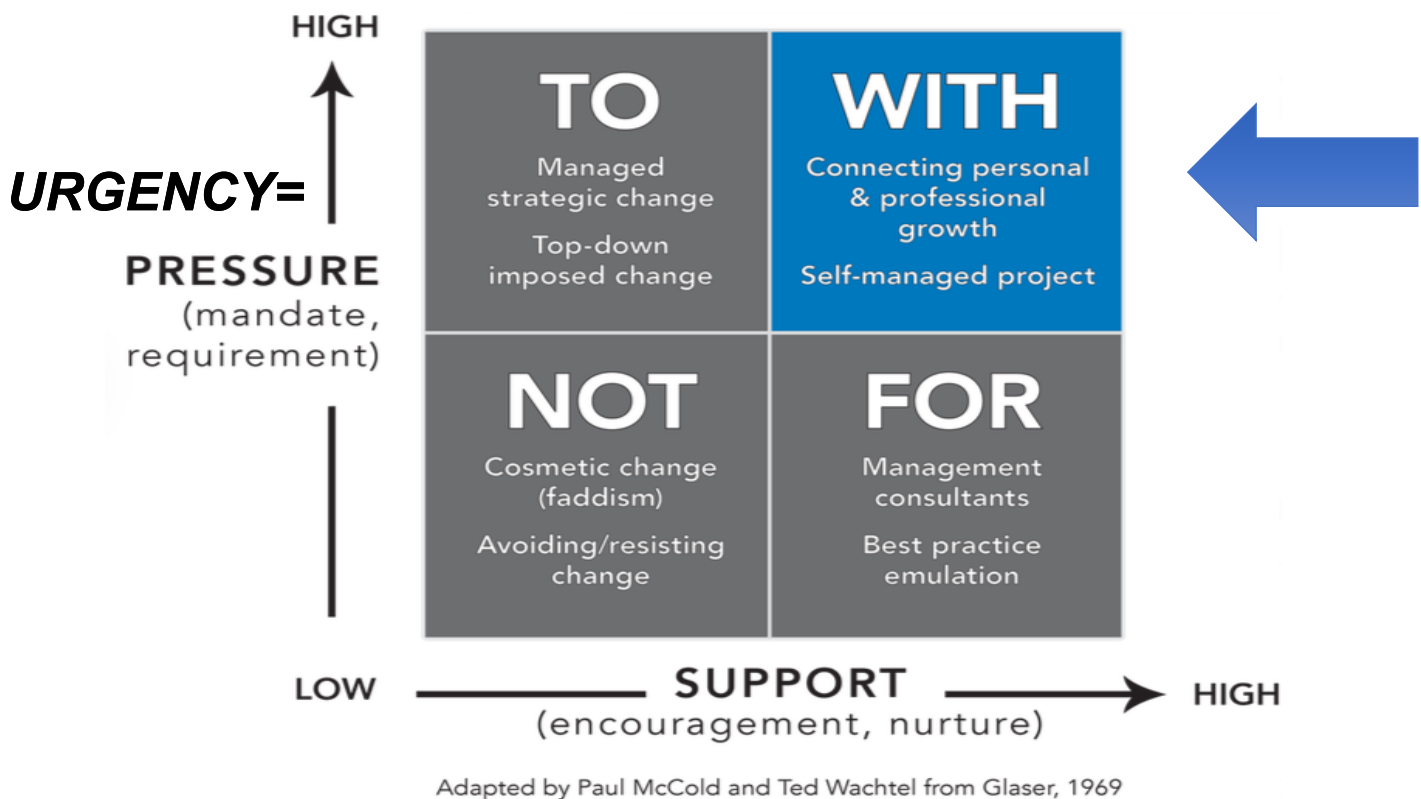 HIGH
URGENCY=
PRESSURE
(mandate,
requirement)
TO
Managed
strategic change
Top-down
imposed change
WITH
Connecting personal
& professional
growth
Self-managed project
NOT
Cosmetic change
(faddism)
Avoiding/resisting
change
FOR
Management
consultants
Best practice
emulation
LOW
SUPPORT
(encouragement, nurture)
HIGH
Adapted by Paul McCold and Ted Wachtel from Glaser, 1969